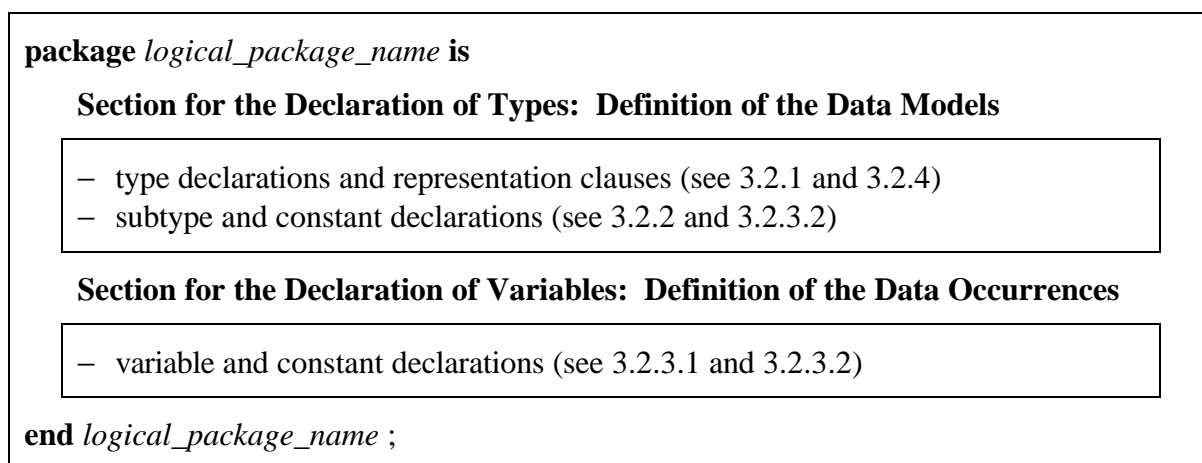 package logical_package_name is
Section for the Declaration of Types:  Definition of the Data Models
– type declarations and representation clauses (see 3.2.1 and 3.2.4)
– subtype and constant declarations (see 3.2.2 and 3.2.3.2)
Section for the Declaration of Variables:  Definition of the Data Occurrences
– variable and constant declarations (see 3.2.3.1 and 3.2.3.2)
end logical_package_name ;